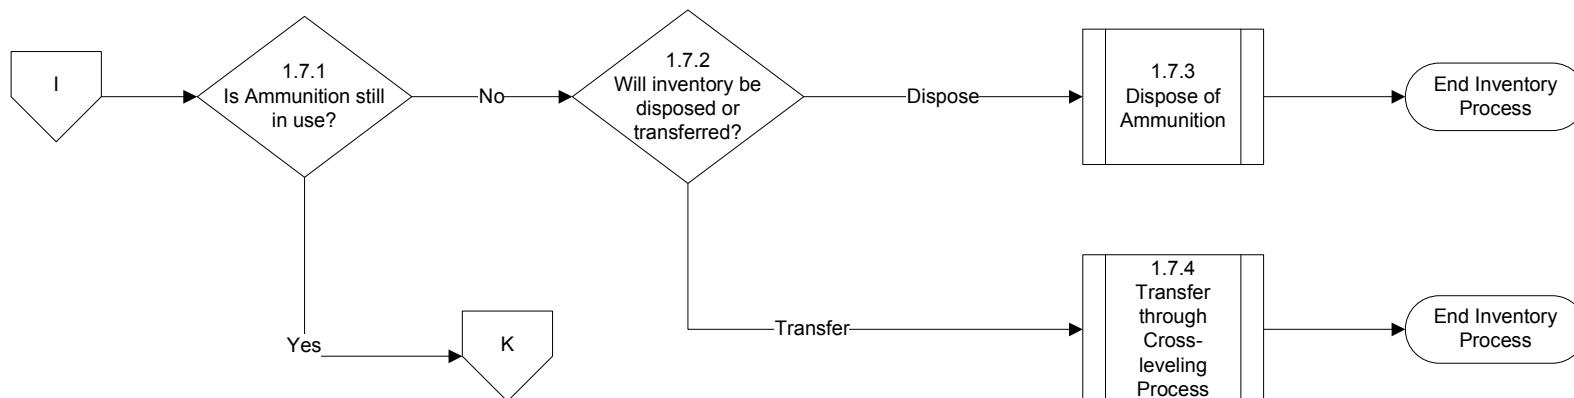 I
1.7.1
Is Ammunition still
in use?
No
1.7.2
Will inventory be
disposed or
transferred?
Dispose
1.7.3
Dispose of
Ammunition
End Inventory
Process
Yes
K
Transfer
1.7.4
Transfer
through
Cross-
leveling
Process
End Inventory
Process